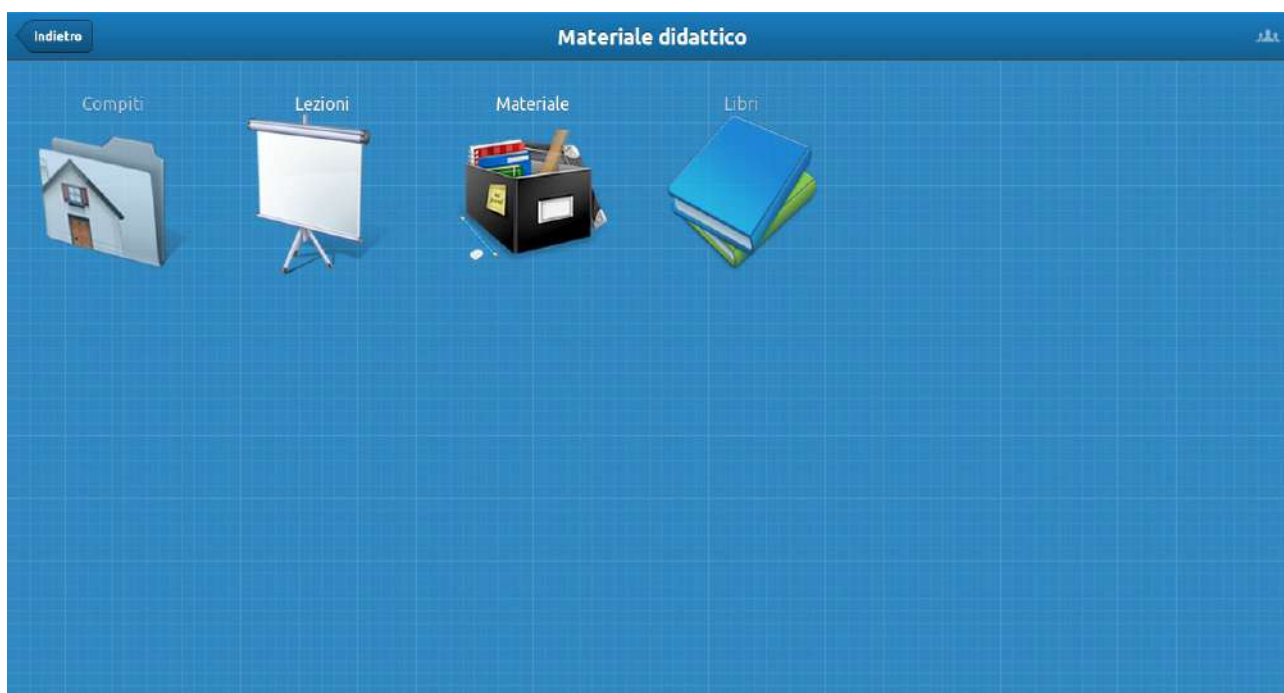 Indietro
Materiale didattico
Compiti
Lezioni
Materiale
Libri